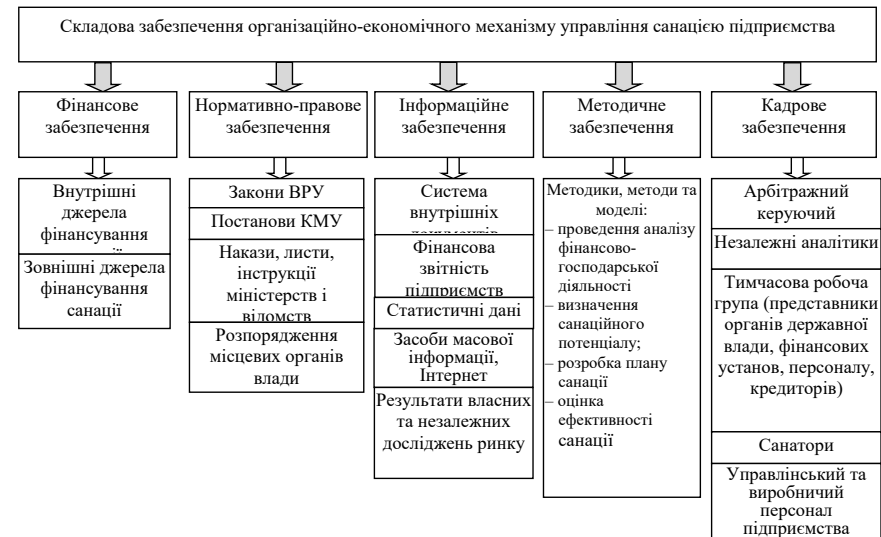 Складова забезпечення організаційно-економічного механізму управління санацією підприємства
Фінансове
забезпечення
Нормативно-правове
забезпечення
Інформаційне
забезпечення
Методичне
забезпечення
Кадрове
забезпечення
Внутрішні
джерела
фінансування
Зовнішні джерела
фінансування
санації
Закони ВРУ
Постанови КМУ
Накази, листи,
інструкції
міністерств і
відомств
Розпорядження
місцевих органів
влади
Система
внутрішніх
Фінансова
звітність
підприємств
Статистичні дані
Засоби масової
інформації,
Інтернет
Результати власних
та незалежних
досліджень ринку
Методики, методи та
моделі:
– проведення аналізу
фінансово-
господарської
діяльності
– визначення
санаційного
потенціалу;
– розробка плану
санації
– оцінка
ефективності
санації
Арбітражний
керуючий
Незалежні аналітики
Тимчасова робоча
група (представники
органів державної
влади, фінансових
установ, персоналу,
кредиторів)
Санатори
Управлінський та
виробничий
персонал
підприємства